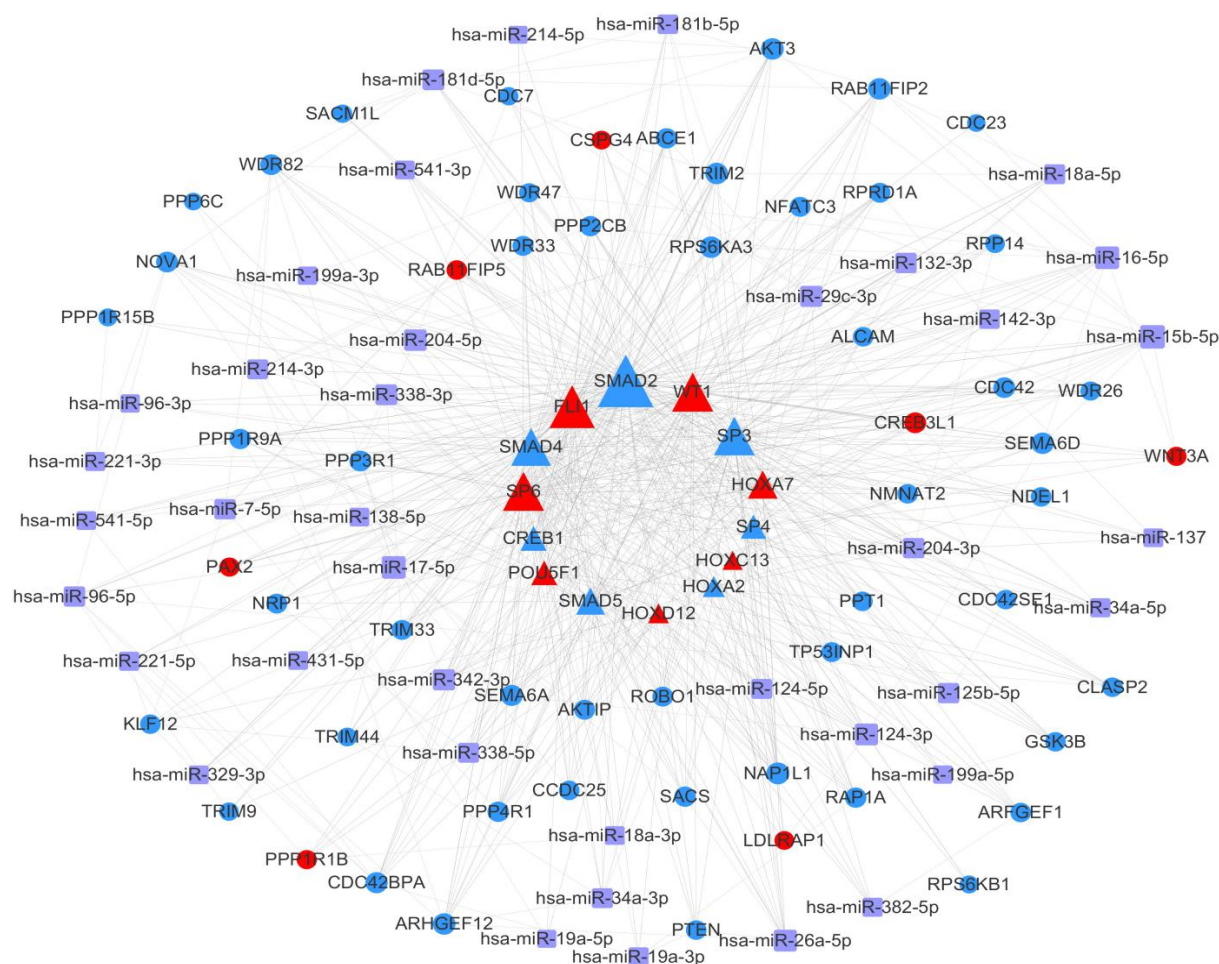 hsa-miR-181b-5p
hsa-miR-214-5p
AKT3
hsa-miR-181d-5p
RAB11FIP2
CDC7
SACM1L
CDC23
CSPG4
ABCE1
WDR82
hsa-miR-541-3p
TRIM2
hsa-miR-18a-5p
WDR47
RPRD1A
PPP6C
NFATC3
PPP2CB
WDR33
RPS6KA3
RPP14
NOVA1
hsa-miR-199a-3p
RAB11FIP5
hsa-miR-132-3p
hsa-miR-16-5p
hsa-miR-29c-3p
PPP1R15B
hsa-miR-142-3p
hsa-miR-204-5p
ALCAM
hsa-miR-15b-5p
hsa-miR-214-3p
SMAD2
hsa-miR-338-3p
WT1
CDC42
WDR26
hsa-miR-96-3p
FLI1
CREB3L1
PPP1R9A
SMAD4
SP3
SEMA6D
WNT3A
hsa-miR-221-3p
PPP3R1
HOXA7
SP6
NMNAT2
NDEL1
hsa-miR-7-5p
hsa-miR-138-5p
hsa-miR-541-5p
SP4
hsa-miR-137
CREB1
hsa-miR-204-3p
HOXC13
PAX2
hsa-miR-17-5p
POU5F1
HOXA2
hsa-miR-96-5p
NRP1
SMAD5
PPT1
CDC42SE1
hsa-miR-34a-5p
HOXD12
TRIM33
TP53INP1
hsa-miR-221-5p
hsa-miR-431-5p
hsa-miR-342-3p
CLASP2
SEMA6A
ROBO1
hsa-miR-124-5p
hsa-miR-125b-5p
AKTIP
KLF12
TRIM44
hsa-miR-124-3p
GSK3B
hsa-miR-338-5p
hsa-miR-329-3p
NAP1L1
hsa-miR-199a-5p
CCDC25
SACS
RAP1A
TRIM9
PPP4R1
ARFGEF1
hsa-miR-18a-3p
LDLRAP1
PPP1R1B
CDC42BPA
RPS6KB1
hsa-miR-34a-3p
hsa-miR-382-5p
ARHGEF12
PTEN
hsa-miR-19a-5p
hsa-miR-26a-5p
hsa-miR-19a-3p